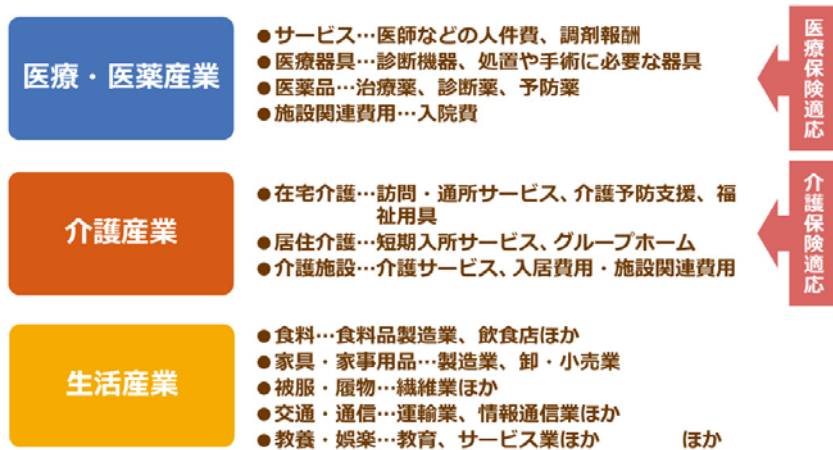 医療・医薬産業
●サービス…医師などの人件費、調剤報酬
●医療器具…診断機器、処置や手術に必要な器具
●医薬品…治療薬、診断薬、予防薬
●施設関連費用…入院費
医療保険適応
介護産業
●在宅介護…訪問・通所サービス、介護予防支援、福
祉用具
●居住介護…短期入所サービス、グループホーム
●介護施設…介護サービス、入居費用・施設関連費用
介護保険適応
生活産業
●食料…食料品製造業、飲食店ほか
●家具・家事用品…製造業、卸・小売業
●被服・履物…繊維業ほか
●交通・通信…運輸業、情報通信業ほか
●教養・娯楽…教育、サービス業ほか ほか